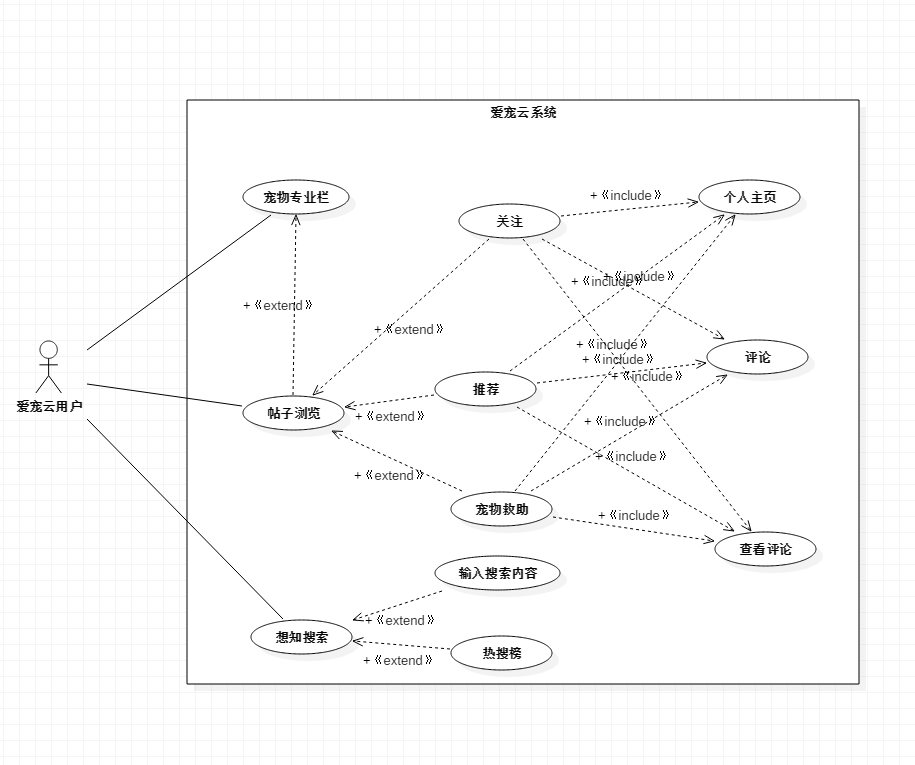 爱宠云系统
宠物专业栏
+《include》
个人主页
关注
+《include》
+《include》
+《extend》
+《extend》
+《include》
+《include》
评论
爱宠云用户
推荐
+《include》
帖子浏览
+《extend》
+《include》
+《include》
+《extend》
宠物救助
+《include》
查看评论
输入搜索内容
+《extend》
想知搜索
热搜榜
+《extend》